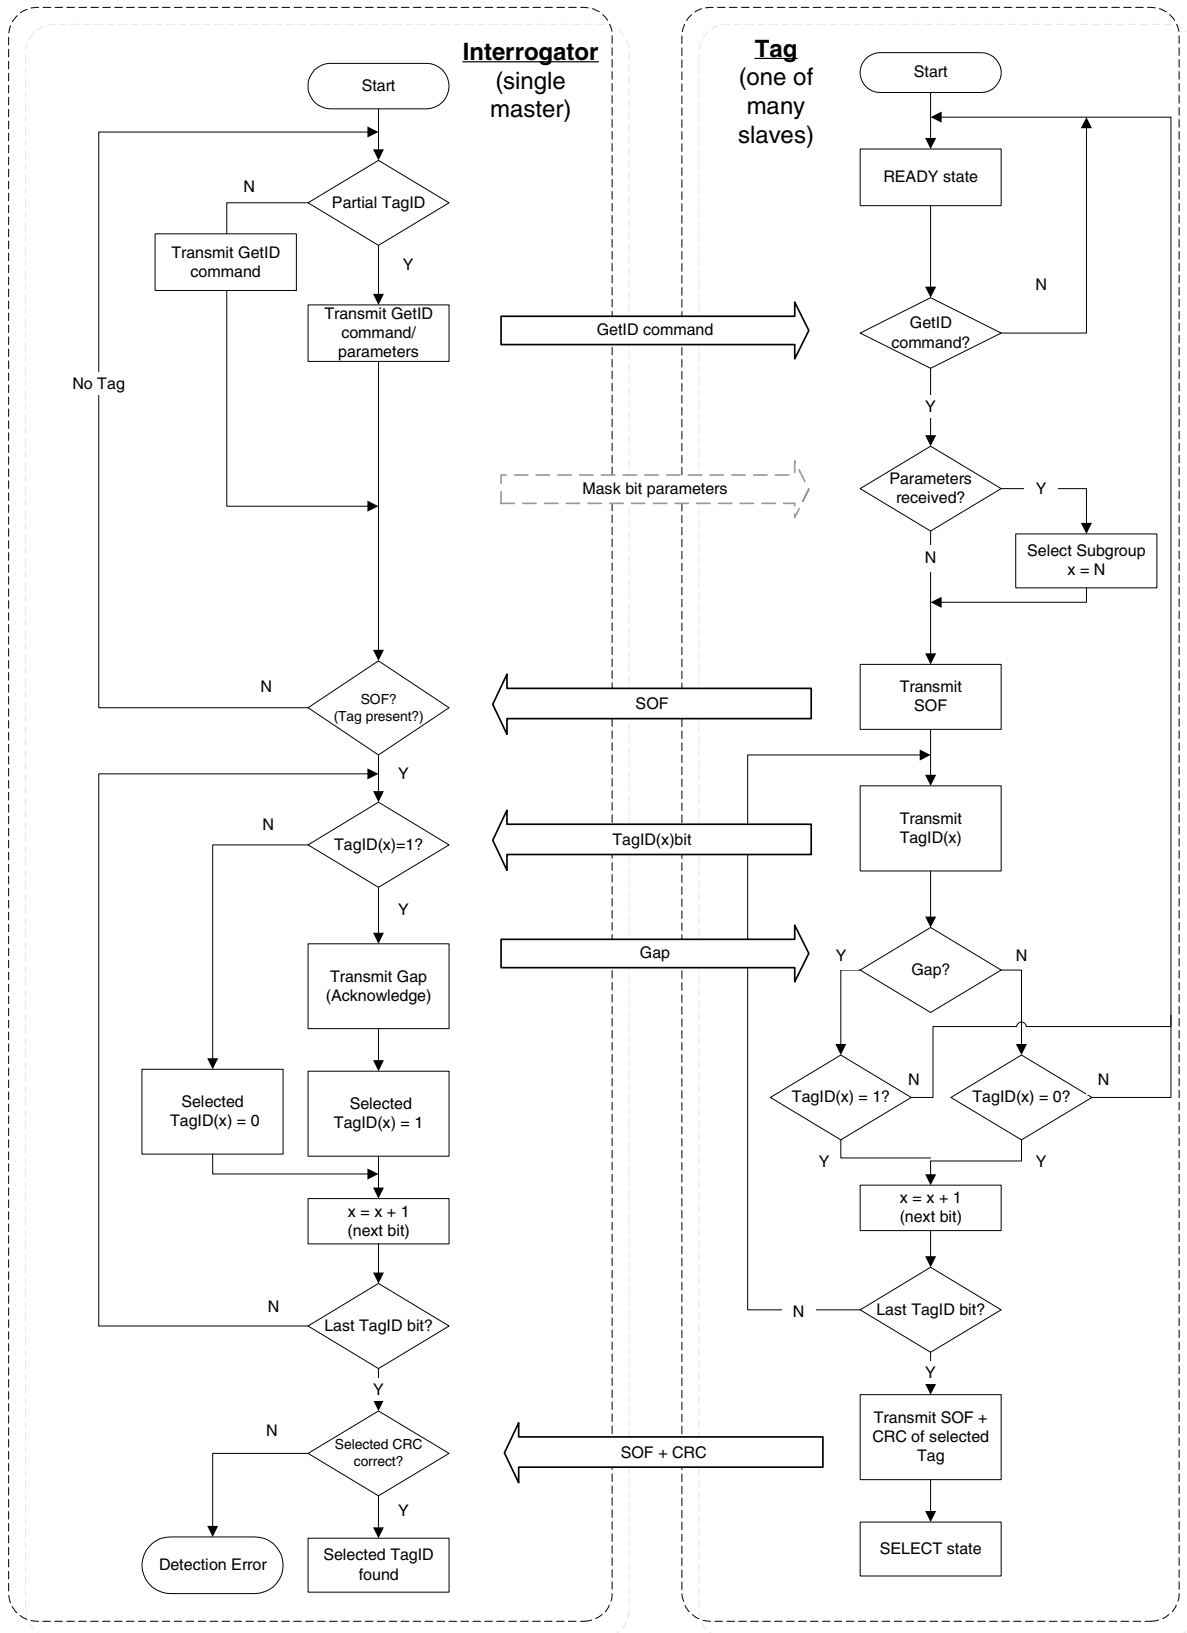 Interrogator
(single
master)
Start
N
Partial TagID
Transmit GetID
command
Y
Transmit GetID
command/
parameters
No Tag
N
SOF?
(Tag present?)
Y
N
TagID(x)=1?
Y
Transmit Gap
(Acknowledge)
Selected
TagID(x) = 0
Selected
TagID(x) = 1
x = x + 1
(next bit)
N
Last TagID bit?
Y
N
Selected CRC
correct?
Y
Detection Error
Selected TagID
found
GetID command
Mask bit parameters
SOF
TagID(x)bit
Gap
SOF + CRC
Tag
(one of
many
slaves)
Start
READY state
N
GetID
command?
Y
Parameters
received?
Y
N
Select Subgroup
x = N
Transmit
SOF
Transmit
TagID(x)
Y
Gap?
N
TagID(x) = 1?
N
TagID(x) = 0?
N
Y
Y
x = x + 1
(next bit)
N
Last TagID bit?
Y
Transmit SOF +
CRC of selected
Tag
SELECT state